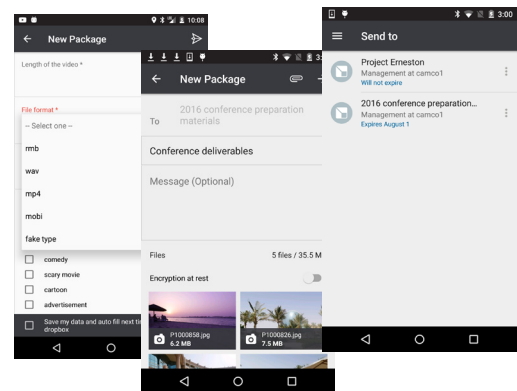 10:08
New Package
Length of the video *
File format *
-- Select one --
rmb
wav
mp4
mobi
fake type
comedy
scary movie
cartoon
advertisement
Save my data and auto fill next ti
dropbox
3:
New Package
To
2016 conference preparation
materials
Conference deliverables
Message (Optional)
Files
5 files / 35.5 M
Encryption at rest
P1000858.jpg
6.2 MB
P1000826.jpg
7.5 MB
3:00
Send to
Project Erneston
Management at camco1
Will not expire
2016 conference preparation...
Management at camco1
Expires August 1